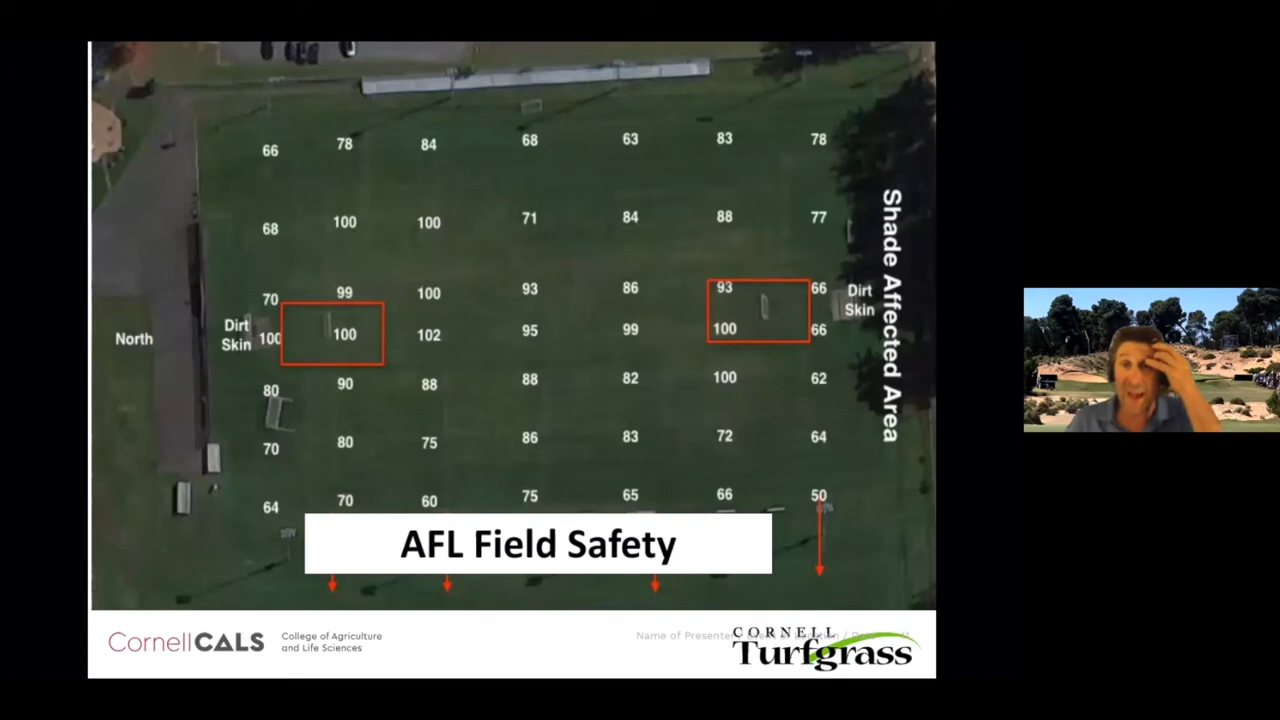 66 78 84 68 63 83 78
68 100 100 71 84 88 77
70 99 100 93 86 93 66
100 100 102 95 99 100 66
80 90 88 88 82 100 62
70 80 75 86 83 72 64
64 70 60 75 65 66 50
North
Dirt
Skin
Dirt
Skin
Shade Affected Area
AFL Field Safety
CornellCALS
College of Agriculture
and Life Sciences
Name of Presenter
CORNELL
Turfgrass